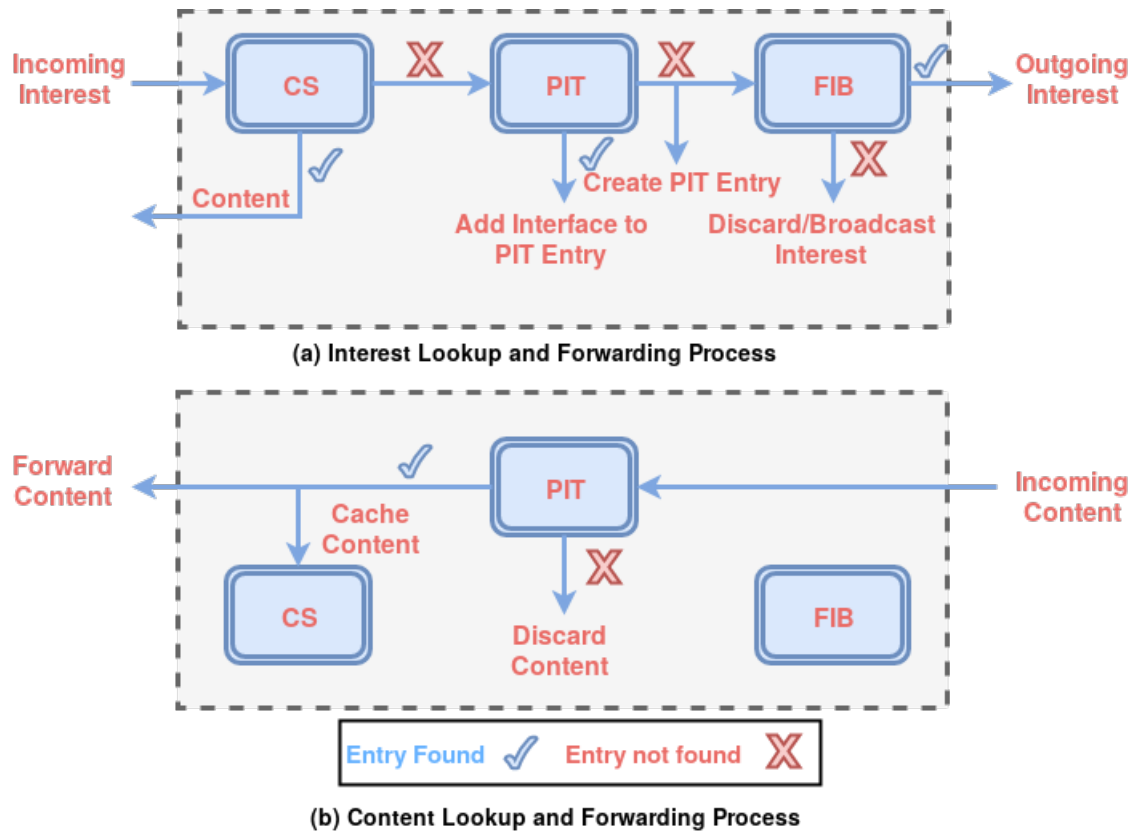 Incoming
Interest
CS
PIT
FIB
Outgoing
Interest
Content
Create PIT Entry
Add Interface to
PIT Entry
Discard/Broadcast
Interest
(a) Interest Lookup and Forwarding Process
Forward
Content
PIT
Incoming
Content
Cache
Content
CS
Discard
Content
FIB
Entry Found
Entry not found
(b) Content Lookup and Forwarding Process